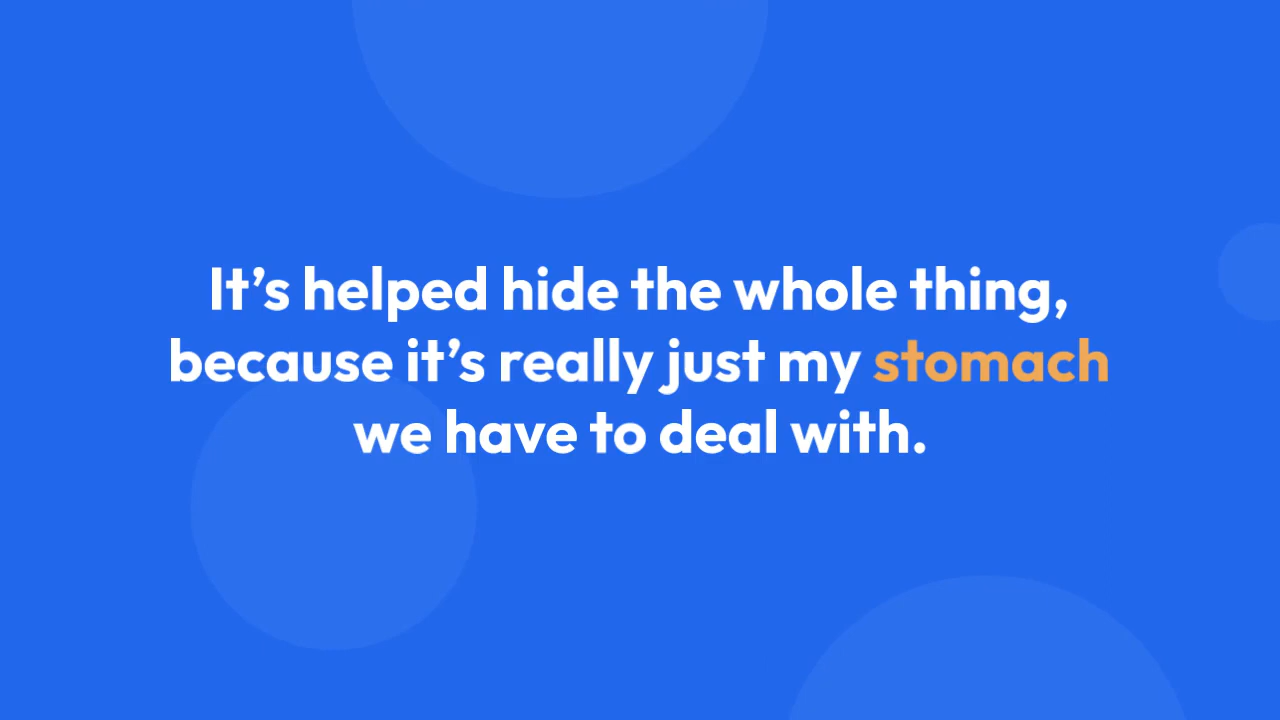 It’s helped hide the whole thing,
because it’s really just my stomach
we have to deal with.